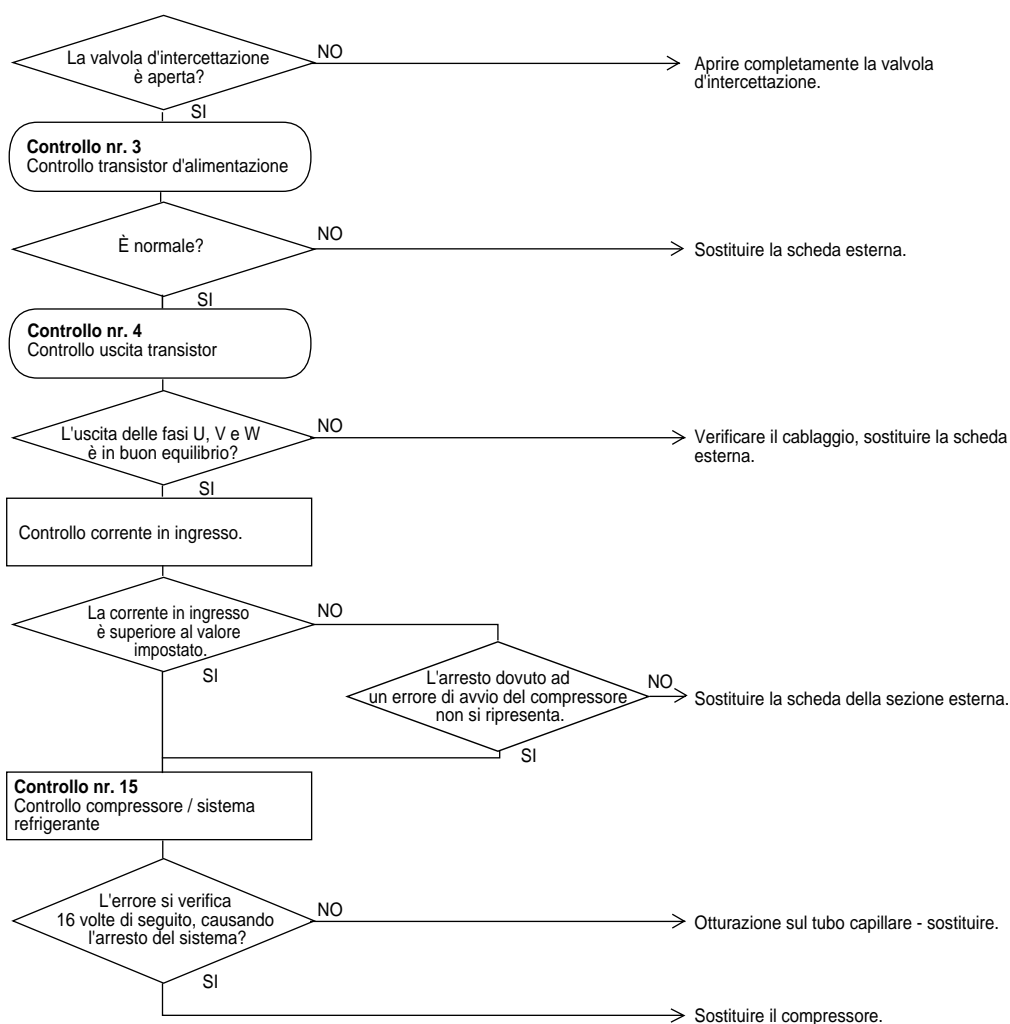 La valvola d'intercettazione
è aperta?
NO
Aprire completamente la valvola
d'intercettazione.
SI
Controllo nr. 3
Controllo transistor d'alimentazione
È normale?
NO
Sostituire la scheda esterna.
SI
Controllo nr. 4
Controllo uscita transistor
L'uscita delle fasi U, V e W
è in buon equilibrio?
NO
Verificare il cablaggio, sostituire la scheda
esterna.
SI
Controllo corrente in ingresso.
La corrente in ingresso
è superiore al valore
impostato.
NO
SI
L'arresto dovuto ad
un errore di avvio del compressore
non si ripresenta.
NO
Sostituire la scheda della sezione esterna.
SI
Controllo nr. 15
Controllo compressore / sistema
refrigerante
L'errore si verifica
16 volte di seguito, causando
l'arresto del sistema?
NO
Otturazione sul tubo capillare - sostituire.
SI
Sostituire il compressore.